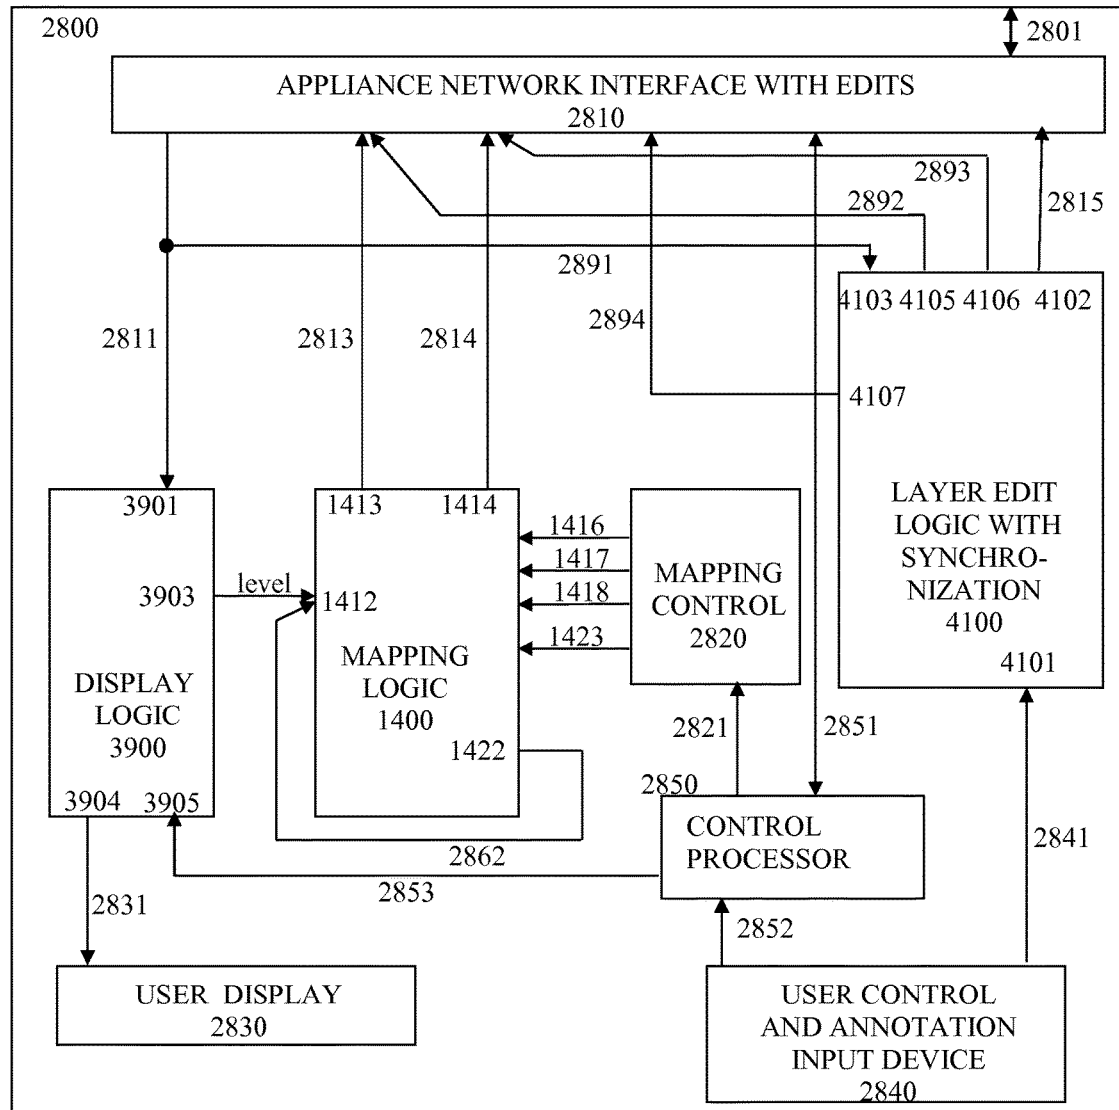 2800
2801
APPLIANCE NETWORK INTERFACE WITH EDITS
2810
2893
2892
2815
2891
4103 4105 4106 4102
2811
2813
2814
2894
4107
3901
1413
1414
LAYER EDIT
LOGIC WITH
SYNCHRO-
NIZATION
4100
4101
1416
1417
1418
1423
MAPPING
CONTROL
2820
3903
level
1412
MAPPING
LOGIC
1400
DISPLAY
LOGIC
3900
1422
2821
2851
2850
3904
3905
CONTROL
PROCESSOR
2841
2862
2853
2831
2852
USER DISPLAY
2830
USER CONTROL
AND ANNOTATION
INPUT DEVICE
2840